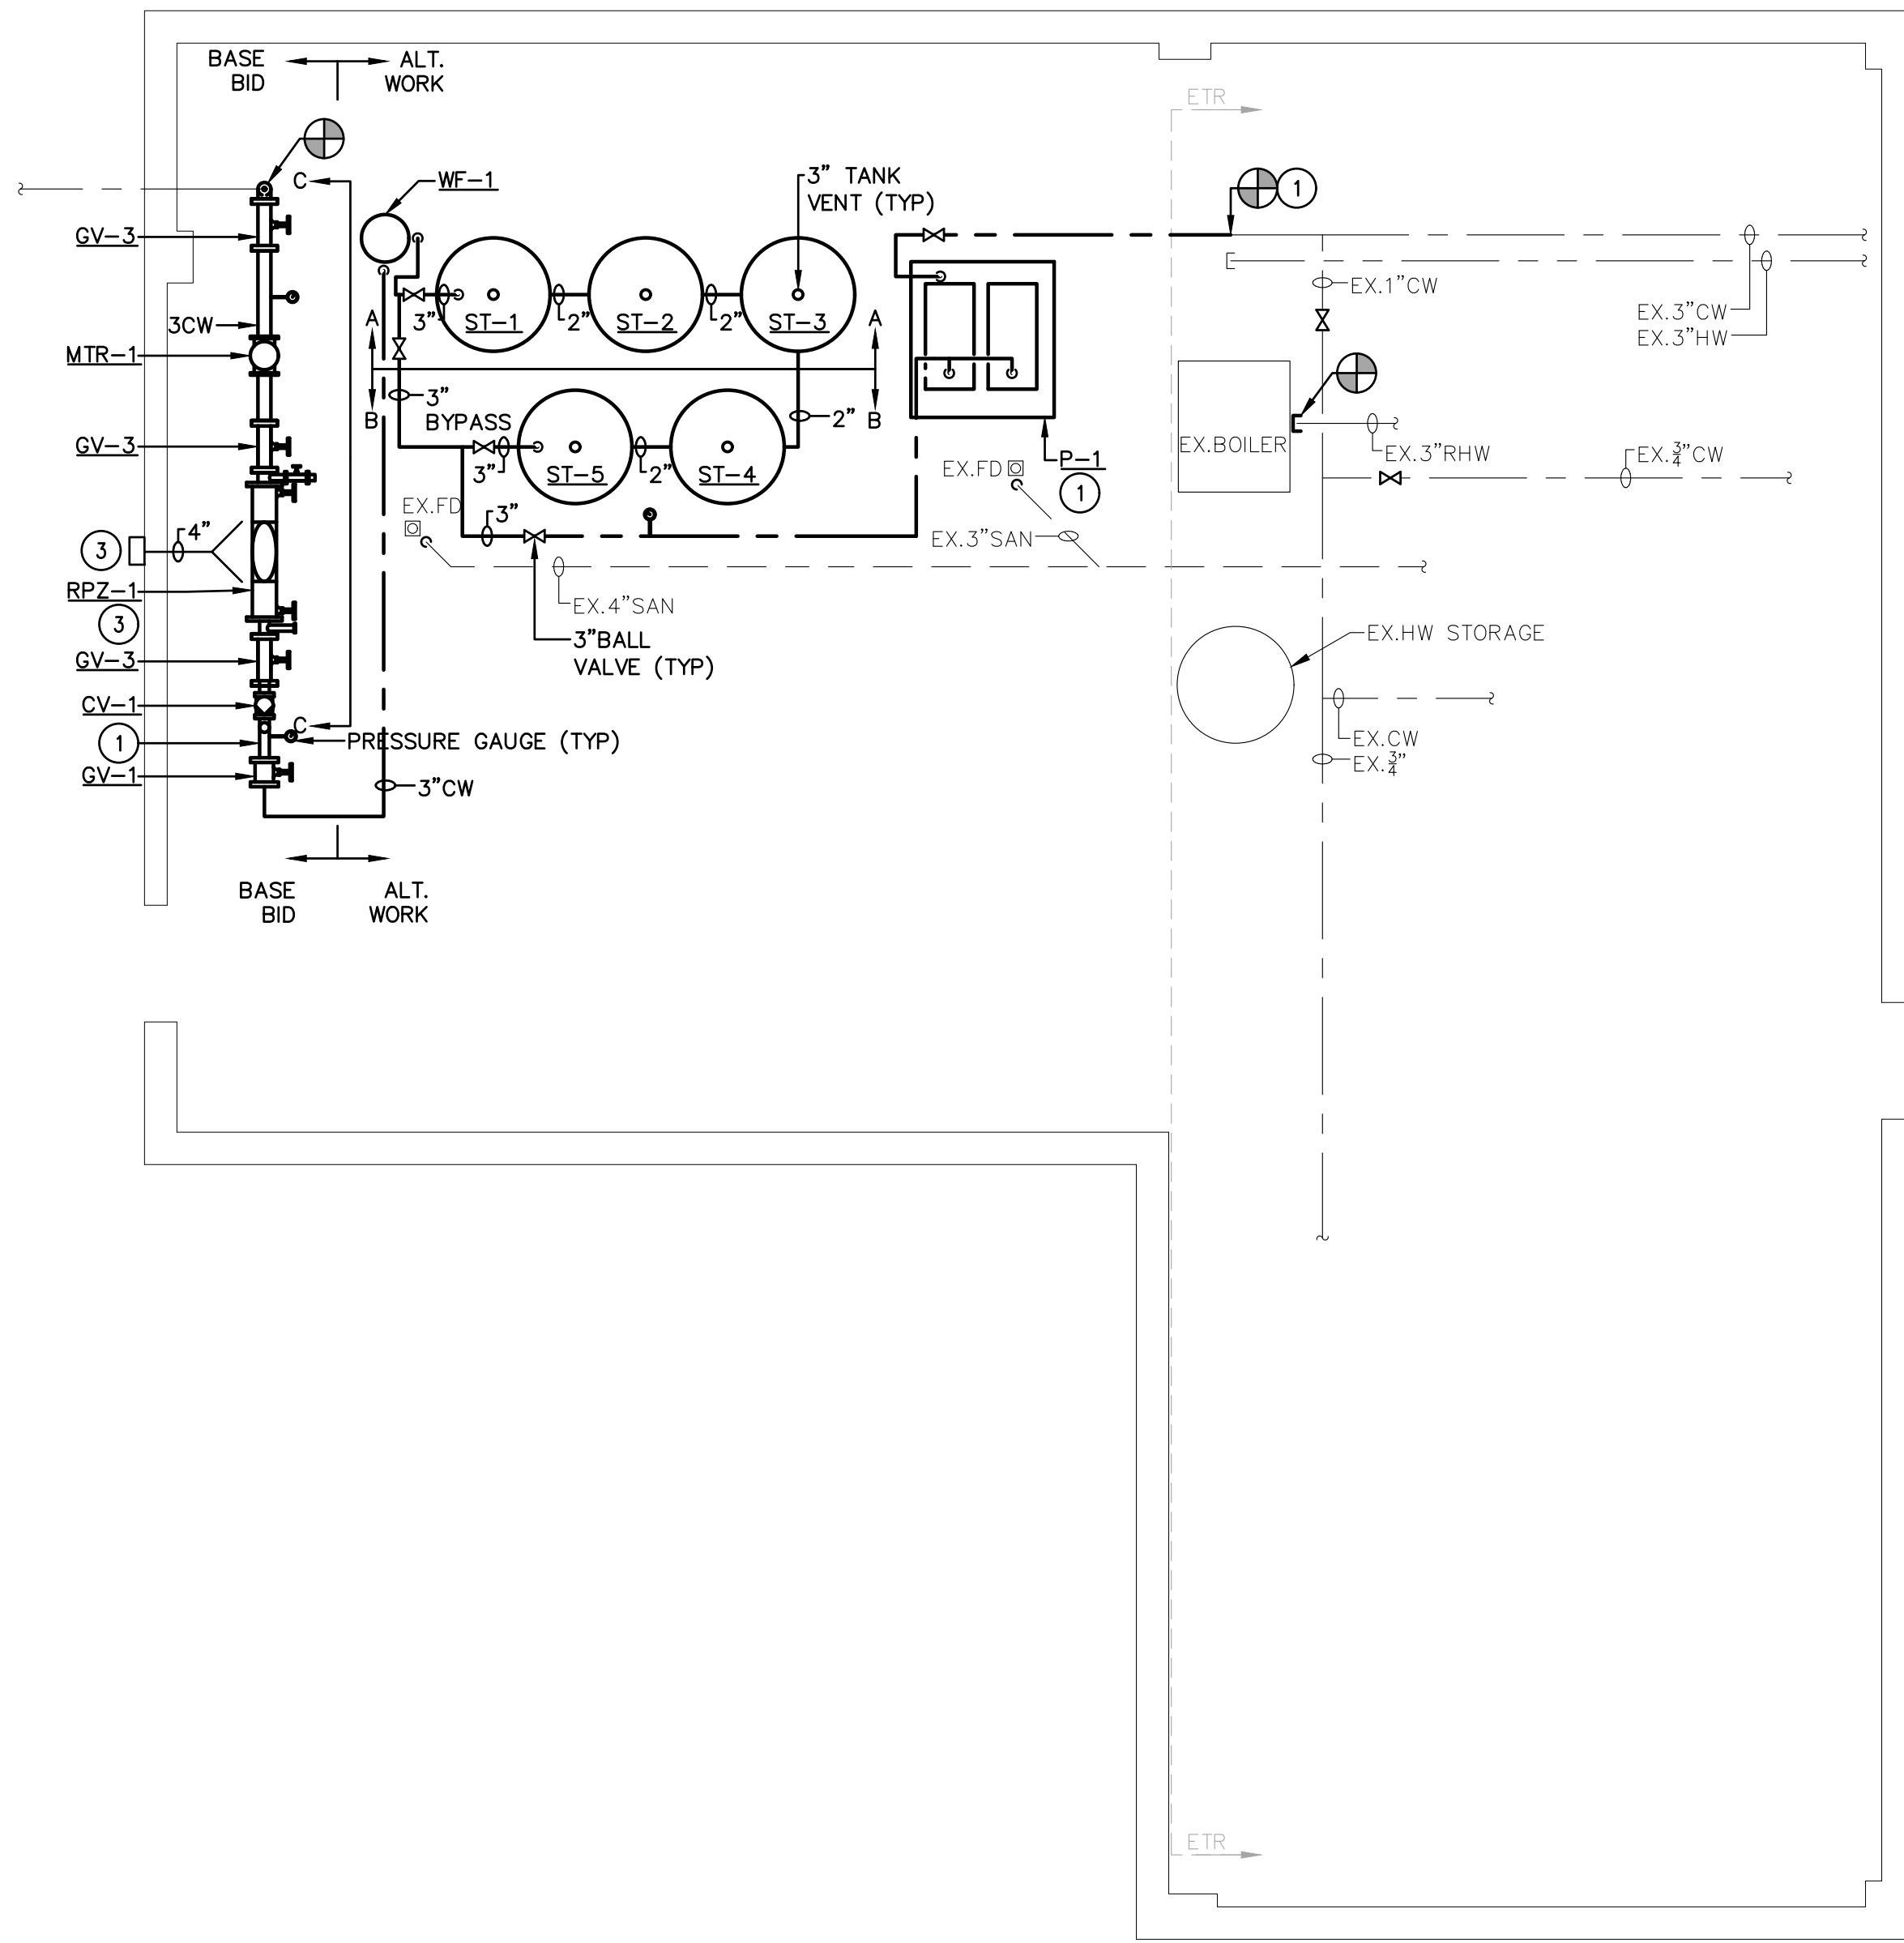 BASE
BID
ALT.
WORK
ETR
C
WF-1
3" TANK
VENT (TYP)
1
GV-3
EX.1"CW
3CW
3"
ST-1
2"
ST-2
2"
ST-3
A
A
EX.3"CW
EX.3"HW
MTR-1
3"
BYPASS
B
2"
B
GV-3
3"
ST-5
2"
ST-4
P-1
1
EX.BOILER
EX.3"RHW
EX.3/4"CW
EX.FD
EX.FD
3"
EX.3"SAN
3
4"
RPZ-1
3
EX.4"SAN
3"BALL
VALVE (TYP)
EX.HW STORAGE
GV-3
CV-1
C
1
PRESSURE GAUGE (TYP)
EX.CW
EX.3/4"
GV-1
3"CW
BASE
BID
ALT.
WORK
ETR